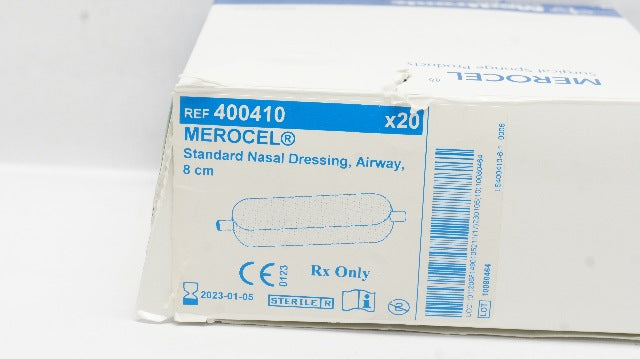 MEROCEL®
Surgical Sponge Products
REF 400410
x20
MEROCEL®
Standard Nasal Dressing, Airway,
8 cm
CE
0123
Rx Only
2023-01-05
STERILE R
LOT 10080464